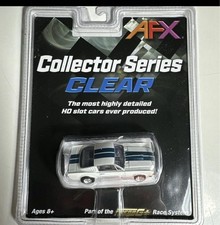 AFX
Collector Series
CLEAR
The most highly detailed
HO slot cars ever produced!
Ages 8+
Part of the
Race System